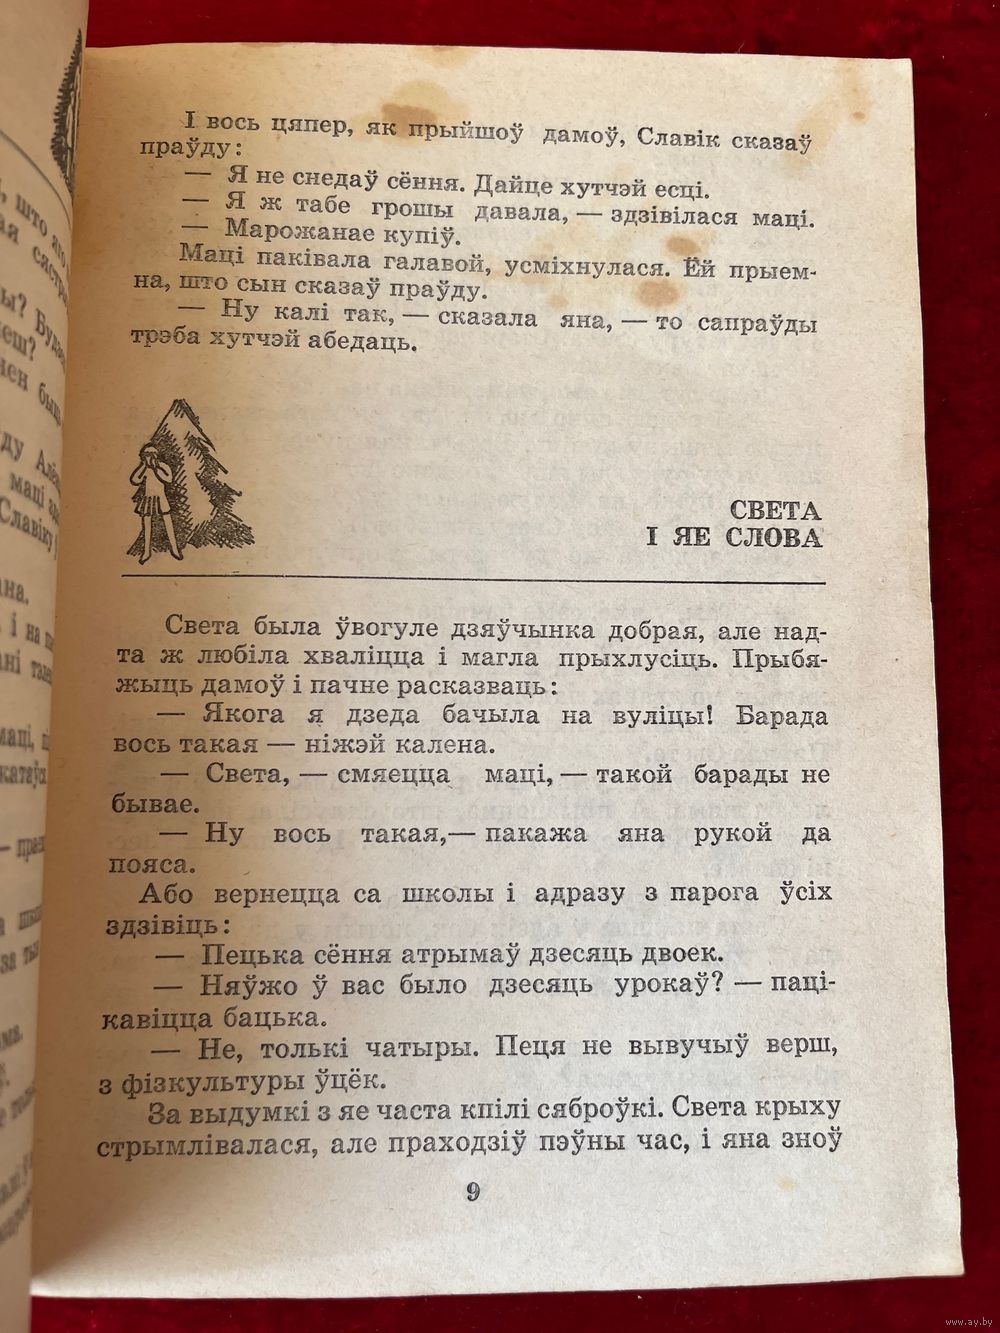 І вось цяпер, як прыйшоў дамоў, Славік сказаў
праўду:
— Я не снедаў сёння. Дайце хутчэй есці.
— Я ж табе грошы давала, — здзівілася маці.
— Марожанае купіў.
Маці паківала галавой, усміхнулася. Ёй прыем-
на, што сын сказаў праўду.
— Ну калі так, — сказала яна, — то сапраўды
трэба хутчэй абедаць.
СВЕТА
І ЯЕ СЛОВА
Света была ўвогуле дзяўчынка добрая, але над-
та ж любіла хваліцца і магла прыхлусіць. Прыбя-
жыць дамоў і пачне расказваць:
— Якога я дзеда бачыла на вуліцы! Барада
вось такая — ніжэй калена.
— Света, — смяецца маці, — такой барады не
бывае.
— Ну вось такая,— пакажа яна рукой да
пояса.
Або вернецца са школы і адразу з парога ўсіх
здзівіць:
— Пецька сёння атрымаў дзесяць двоек.
— Няўжо ў вас было дзесяць урокаў? — паці-
кавіцца бацька.
— Не, толькі чатыры. Пеця не вывучыў верш,
з фізкультуры ўцёк.
За выдумкі з яе часта кпілі сяброўкі. Света крыху
стрымлівалася, але праходзіў пэўны час, і яна зноў
9
www.ay.by